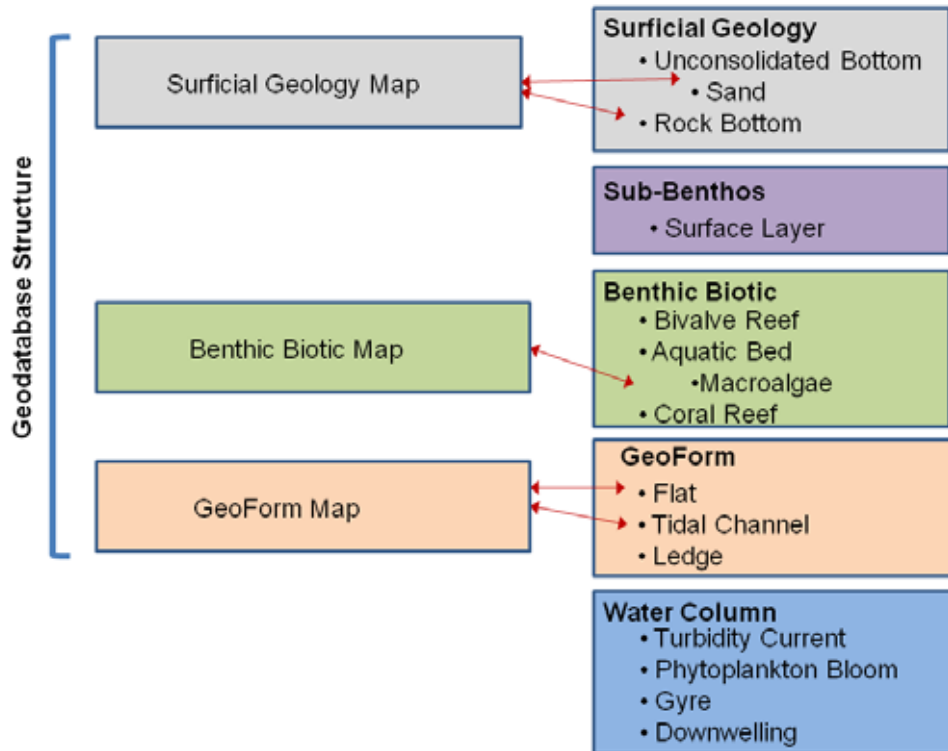 Geodatabase Structure
Surficial Geology Map
Benthic Biotic Map
GeoForm Map
Surficial Geology
• Unconsolidated Bottom
• Sand
• Rock Bottom
Sub-Benthos
• Surface Layer
Benthic Biotic
• Bivalve Reef
• Aquatic Bed
•Macroalgae
• Coral Reef
GeoForm
• Flat
• Tidal Channel
• Ledge
Water Column
• Turbidity Current
• Phytoplankton Bloom
• Gyre
• Downwelling